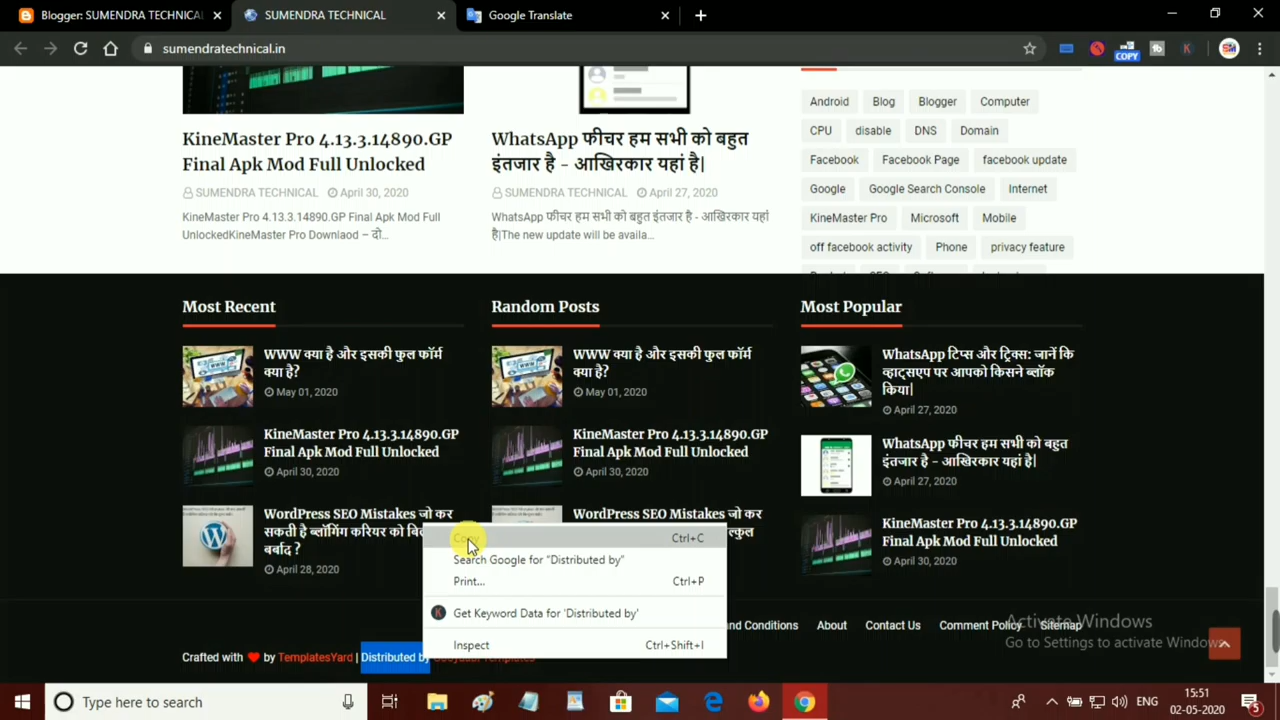 Blogger: SUMENDRA TECHNICAL
SUMENDRA TECHNICAL
Google Translate
sumendratechnical.in
COPY
KineMaster Pro 4.13.3.14890.GP
Final Apk Mod Full Unlocked
SUMENDRA TECHNICAL April 30, 2020
KineMaster Pro 4.13.3.14890.GP Final Apk Mod Full
UnlockedKineMaster Pro Downlaod – दो...
WhatsApp फीचर हम सभी को बहुत
इंतजार है - आखिरकार यहां है|
SUMENDRA TECHNICAL April 27, 2020
WhatsApp फीचर हम सभी को बहुत इंतजार है - आखिरकार यहां
है|The new update will be availa...
Android Blog Blogger Computer
CPU disable DNS Domain
Facebook Facebook Page facebook update
Google Google Search Console Internet
KineMaster Pro Microsoft Mobile
off facebook activity Phone privacy feature
Most Recent
WWW क्या है और इसकी फुल फॉर्म
क्या है?
May 01, 2020
KineMaster Pro 4.13.3.14890.GP
Final Apk Mod Full Unlocked
April 30, 2020
WordPress SEO Mistakes जो कर
सकती है ब्लॉगिंग करियर को
बर्बाद ?
April 28, 2020
Random Posts
WWW क्या है और इसकी फुल फॉर्म
क्या है?
May 01, 2020
KineMaster Pro 4.13.3.14890.GP
Final Apk Mod Full Unlocked
April 30, 2020
WordPress SEO Mistakes जो कर
Most Popular
WhatsApp टिप्स और ट्रिक्स: जानें कि
व्हाट्सएप पर आपको किसने ब्लॉक
किया|
April 27, 2020
WhatsApp फीचर हम सभी को बहुत
इंतजार है - आखिरकार यहां है|
April 27, 2020
KineMaster Pro 4.13.3.14890.GP
Final Apk Mod Full Unlocked
April 30, 2020
Copy Ctrl+C
Search Google for "Distributed by"
Print... Ctrl+P
Get Keyword Data for 'Distributed by'
Inspect Ctrl+Shift+I
nd Conditions About Contact Us Comment Policy Sitemap
Activate Windows
Go to Settings to activate Windows.
Crafted with by TemplatesYard | Distributed by
Type here to search
ENG
15:51
02-05-2020
5